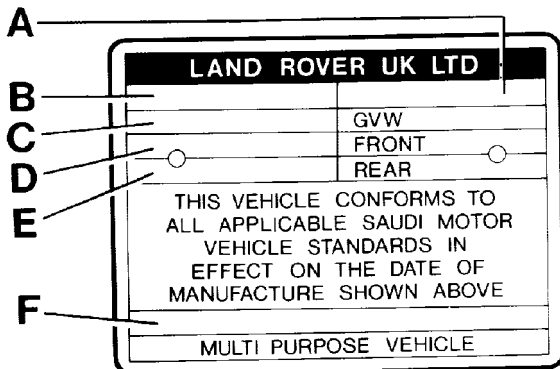 A
LAND ROVER UK LTD
B
C
GVW
D
FRONT
E
REAR
THIS VEHICLE CONFORMS TO
ALL APPLICABLE SAUDI MOTOR
VEHICLE STANDARDS IN
EFFECT ON THE DATE OF
MANUFACTURE SHOWN ABOVE
F
MULTI PURPOSE VEHICLE